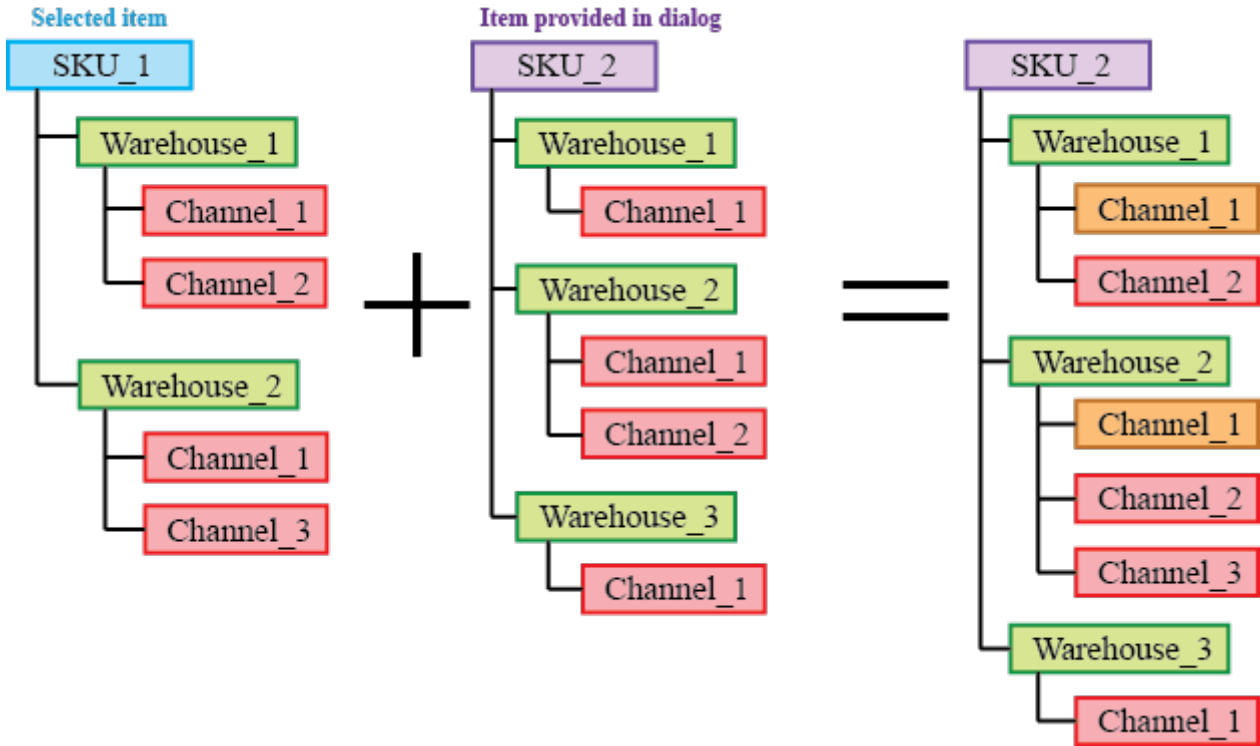 Selected item
SKU_1
Warehouse_1
Channel_1
Channel_2
Warehouse_2
Channel_1
Channel_3
Item provided in dialog
SKU_2
Warehouse_1
Channel_1
Warehouse_2
Channel_1
Channel_2
Warehouse_3
Channel_1
SKU_2
Warehouse_1
Channel_1
Channel_2
Warehouse_2
Channel_1
Channel_2
Channel_3
Warehouse_3
Channel_1